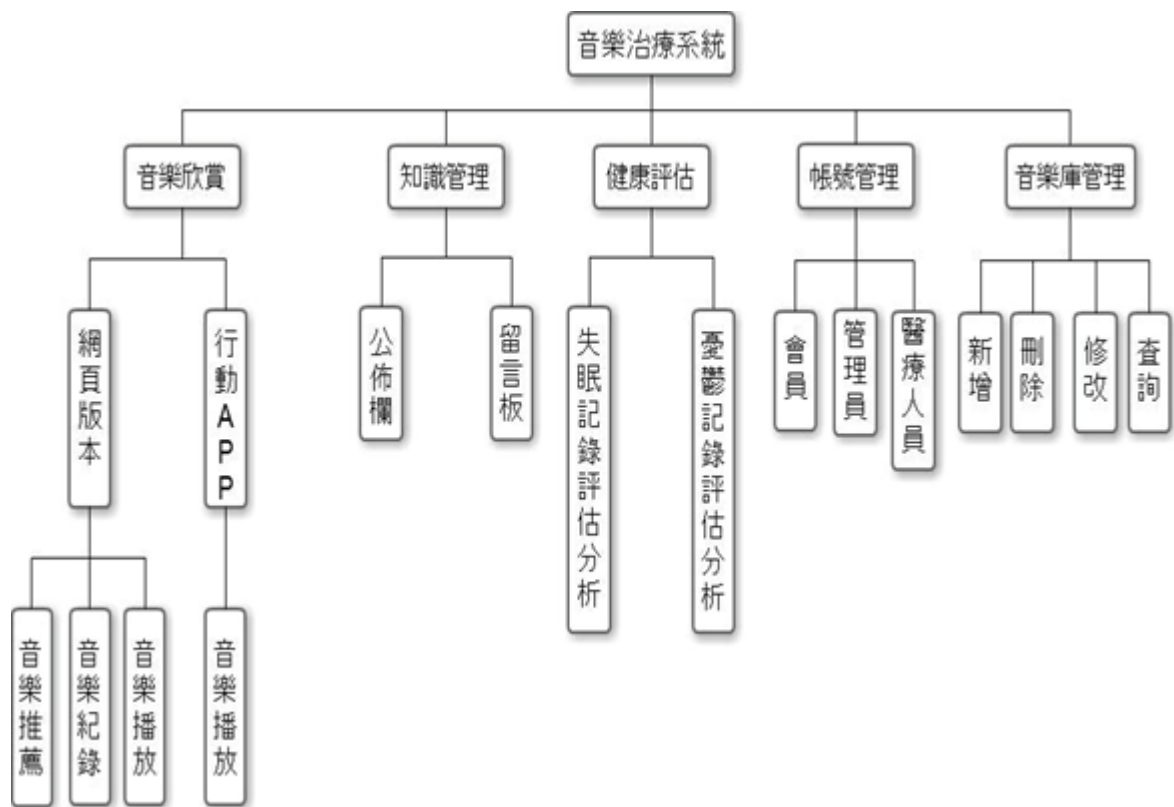 音樂治療系統
音樂欣賞
知識管理
健康評估
帳號管理
音樂庫管理
網頁版本
行動APP
公佈欄
留言板
失眠記錄評估分析
憂鬱記錄評估分析
會員
管理員
醫療人員
新增
刪除
修改
查詢
音樂推薦
音樂紀錄
音樂播放
音樂播放